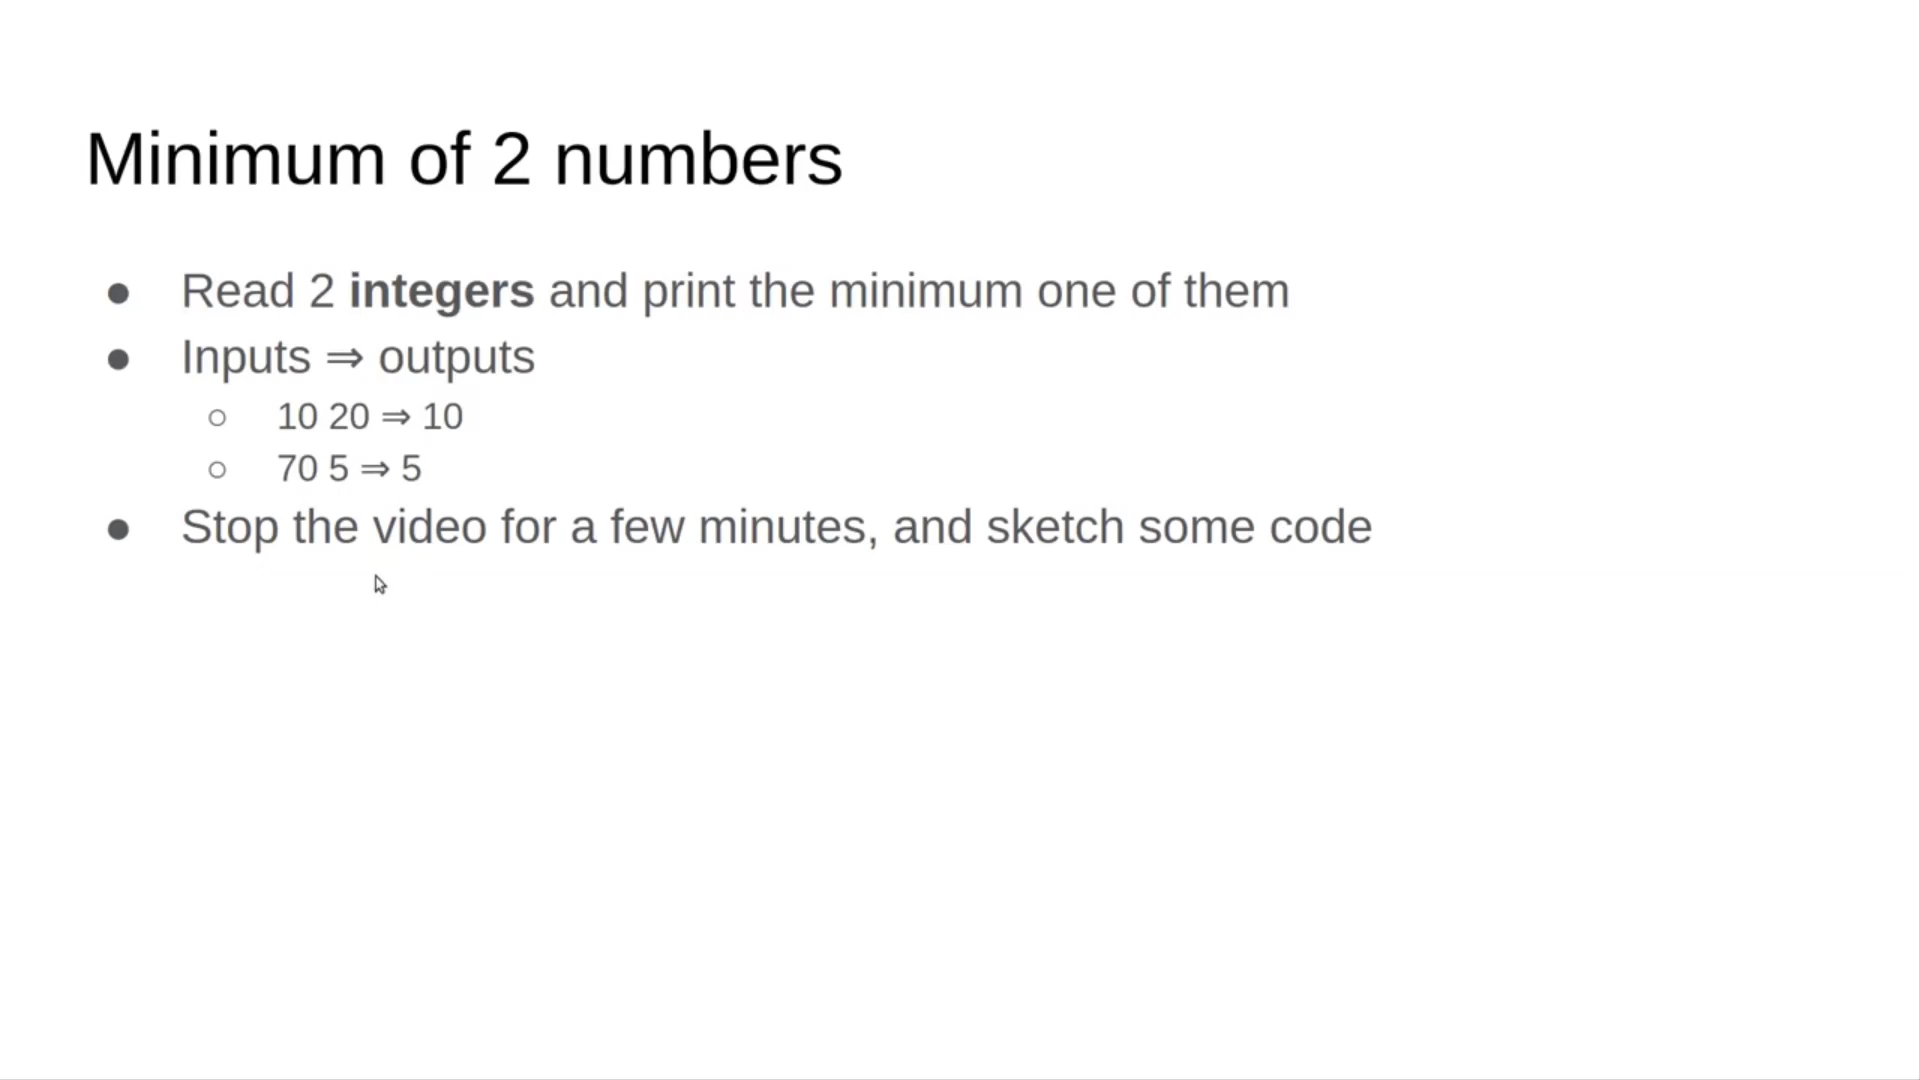 Minimum of 2 numbers
● Read 2 integers and print the minimum one of them
● Inputs ⇒ outputs
○ 10 20 ⇒ 10
○ 70 5 ⇒ 5
● Stop the video for a few minutes, and sketch some code